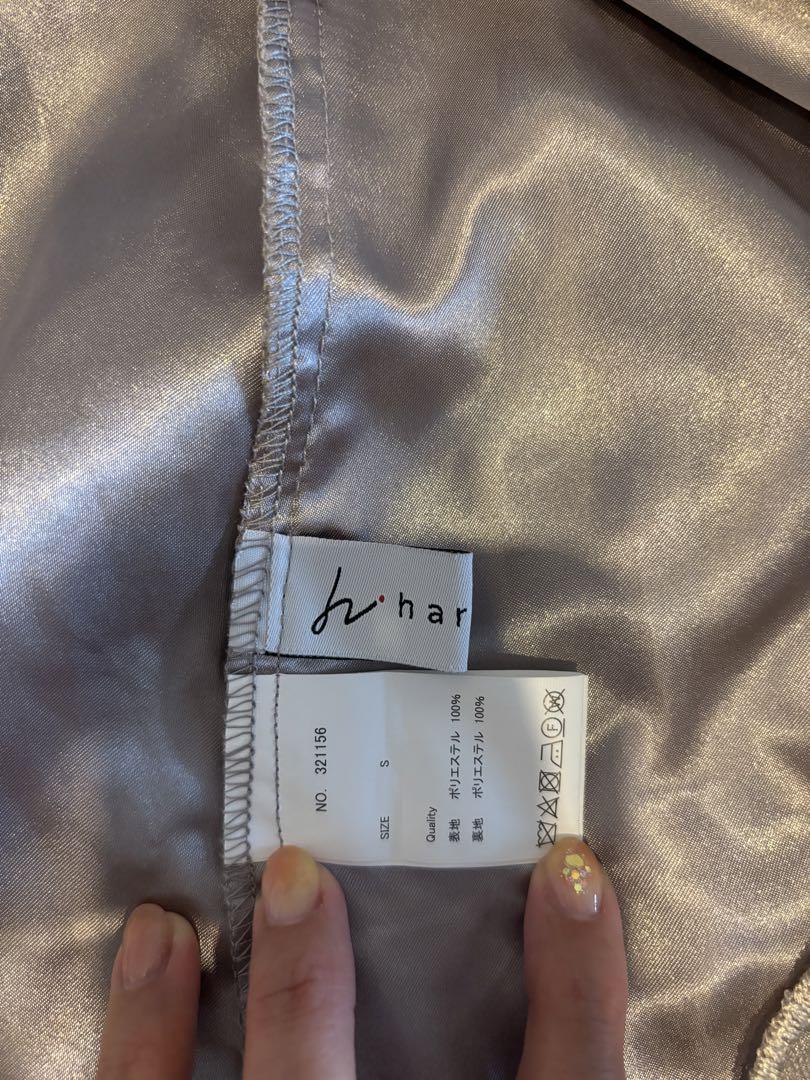 h.har
NO. 321156
SIZE S
Quality
表地 ポリエステル 100%
裏地 ポリエステル 100%
F
W